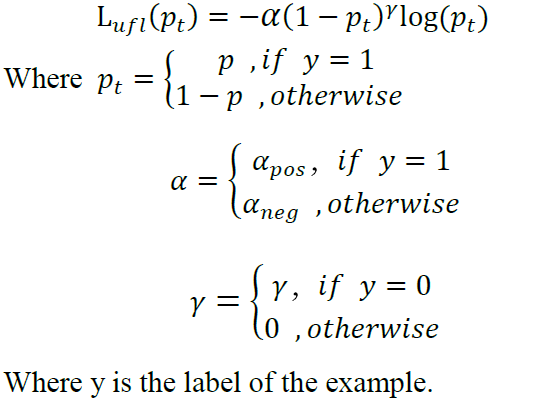 L_{ufl}(p_t) = −α(1 − p_t)^γ log(p_t)
Where p_t = { p , if y = 1
1 − p , otherwise
α = { α_{pos}, if y = 1
α_{neg} , otherwise
γ = { γ, if y = 0
0 , otherwise
Where y is the label of the example.